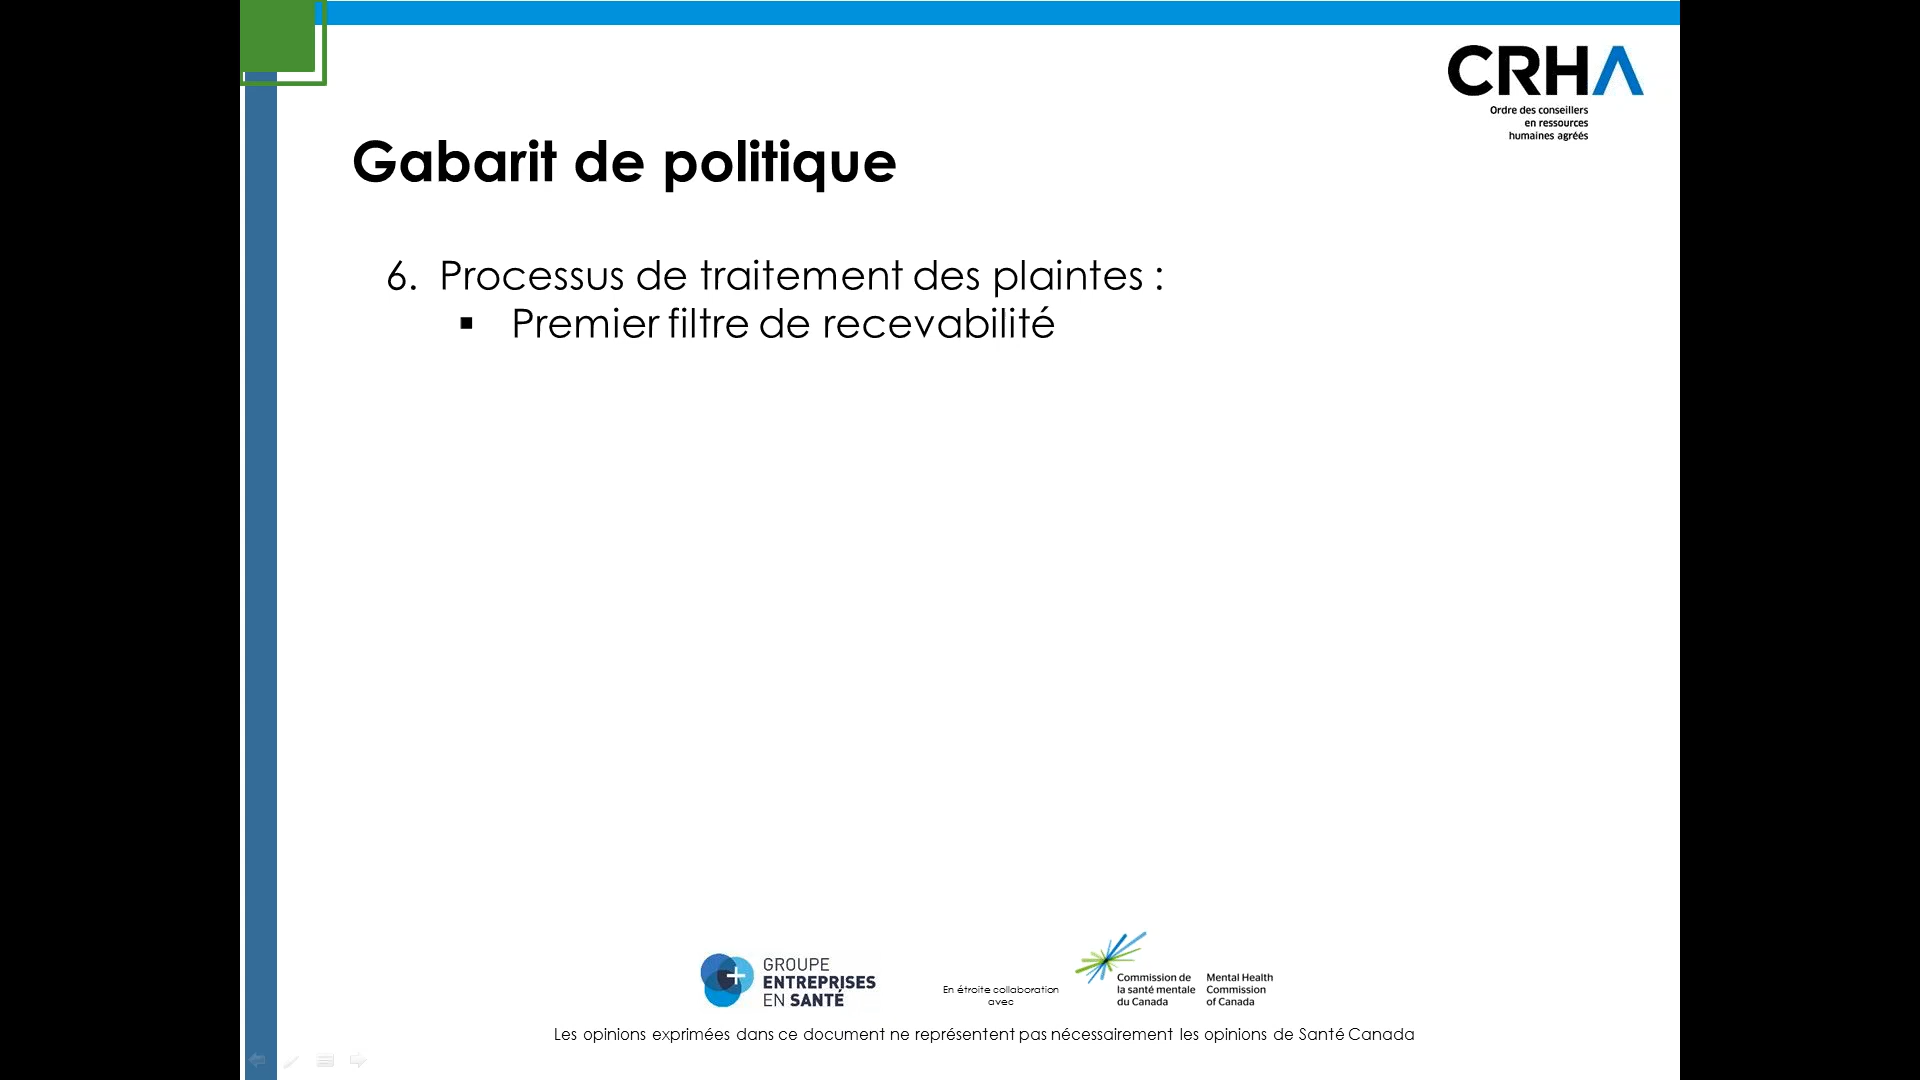 CRHA
Ordre des conseillers
en ressources
humaines agréés
Gabarit de politique
6. Processus de traitement des plaintes :
▪ Premier filtre de recevabilité
GROUPE
ENTREPRISES
EN SANTÉ
En étroite collaboration
avec
Commission de
la santé mentale
du Canada
Mental Health
Commission
of Canada
Les opinions exprimées dans ce document ne représentent pas nécessairement les opinions de Santé Canada